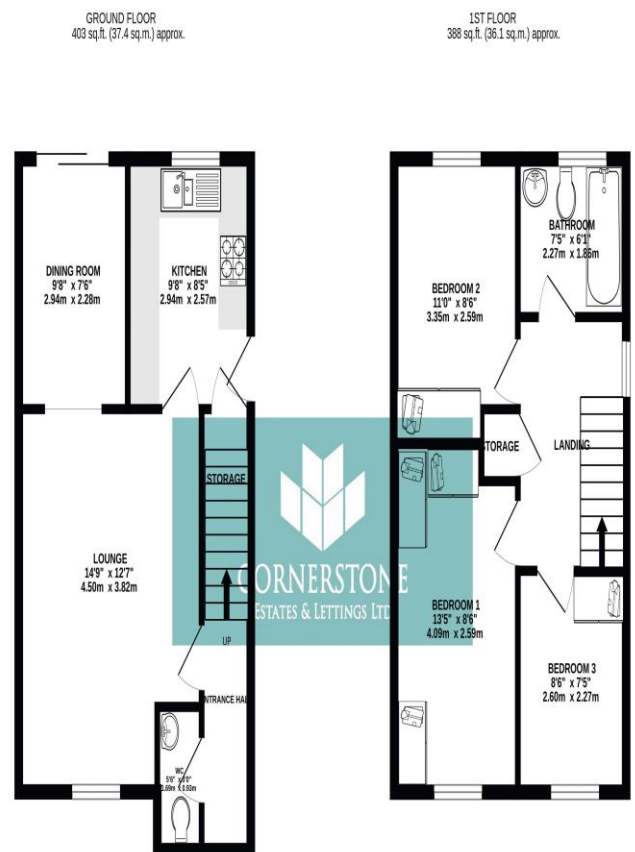 GROUND FLOOR
403 sq.ft. (37.4 sq.m.) approx.
1ST FLOOR
388 sq.ft. (36.1 sq.m.) approx.
DINING ROOM
9'8" x 7'6"
2.94m x 2.28m
KITCHEN
9'8" x 8'5"
2.94m x 2.57m
STORAGE
LOUNGE
14'9" x 12'7"
4.50m x 3.82m
UP
ENTRANCE HALL
WC
BATHROOM
7'5" x 6'1"
2.27m x 1.86m
BEDROOM 2
11'0" x 8'6"
3.35m x 2.59m
STORAGE
LANDING
BEDROOM 1
13'5" x 8'6"
4.09m x 2.59m
BEDROOM 3
8'6" x 7'5"
2.60m x 2.27m
CORNERSTONE
ESTATES & LETTINGS LTD